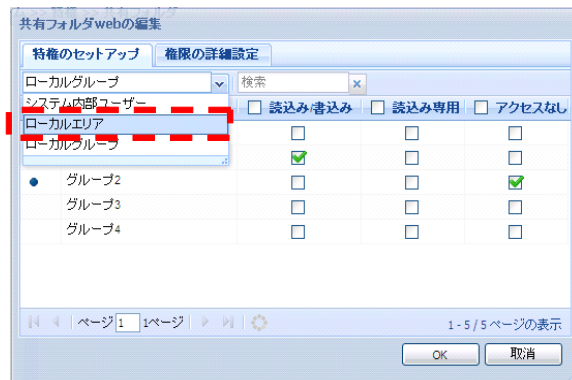 共有フォルダwebの編集
特権のセットアップ 権限の詳細設定
ローカルグループ 検索
システム内部ユーザー 読込み/書込み 読込み専用 アクセスなし
ローカルエリア
ローカルグループ
グループ2
グループ3
グループ4
ページ 1 1ページ 1 - 5 / 5 ページの表示
OK 取消